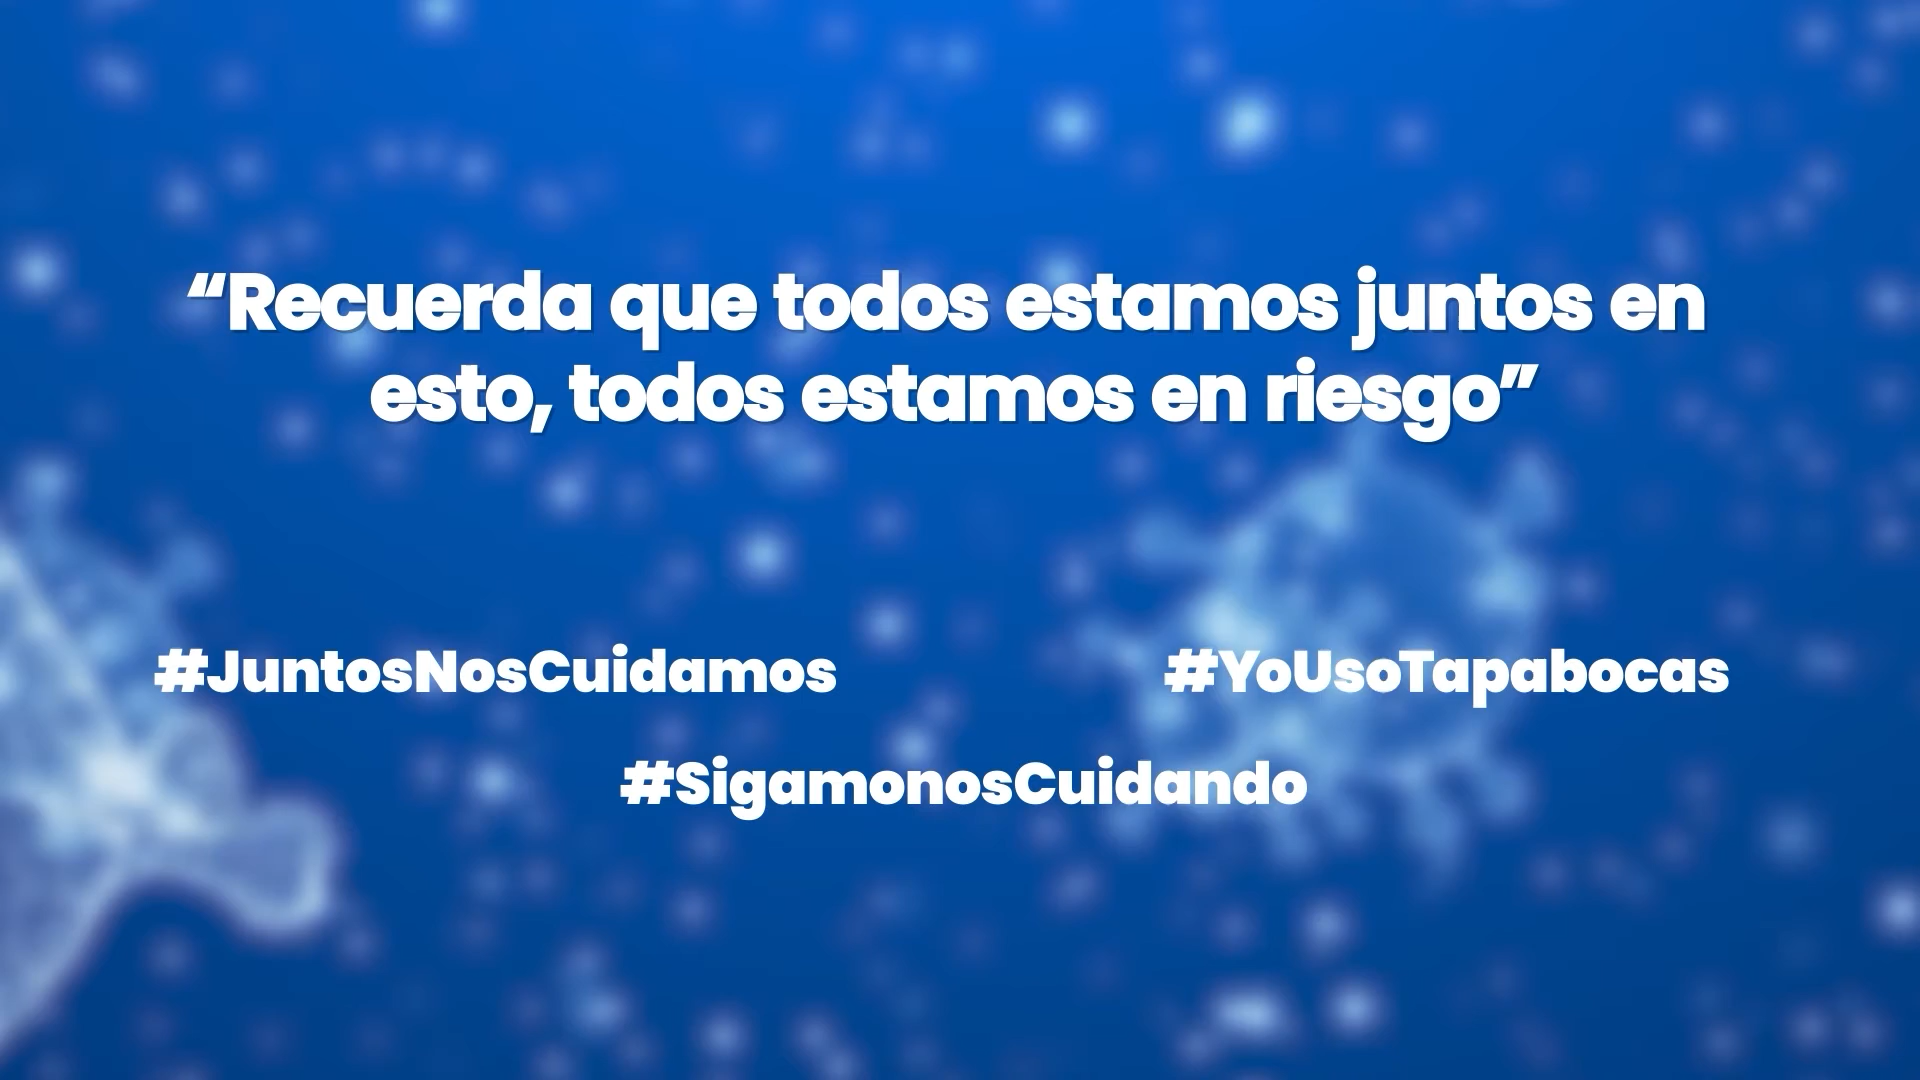 “Recuerda que todos estamos juntos en
esto, todos estamos en riesgo”
#JuntosNosCuidamos
#YoUsoTapabocas
#SigamonosCuidando